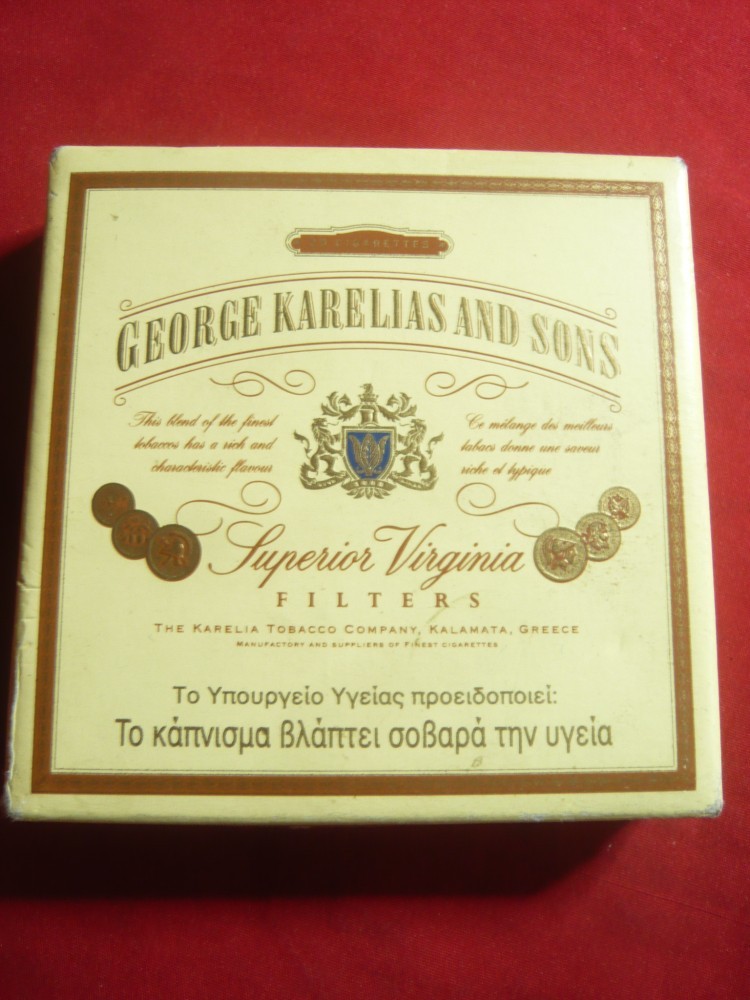 CIGARETTES
GEORGE KARELIAS AND SONS
This blend of the finest
tobaccos has a rich and
characteristic flavour
Ce mélange des meilleurs
tabacs donne une saveur
riche et typique
Superior Virginia
FILTERS
THE KARELIA TOBACCO COMPANY, KALAMATA, GREECE
MANUFACTORY AND SUPPLIERS OF FINEST CIGARETTES
Το Υπουργείο Υγείας προειδοποιεί:
Το κάπνισμα βλάπτει σοβαρά την υγεία